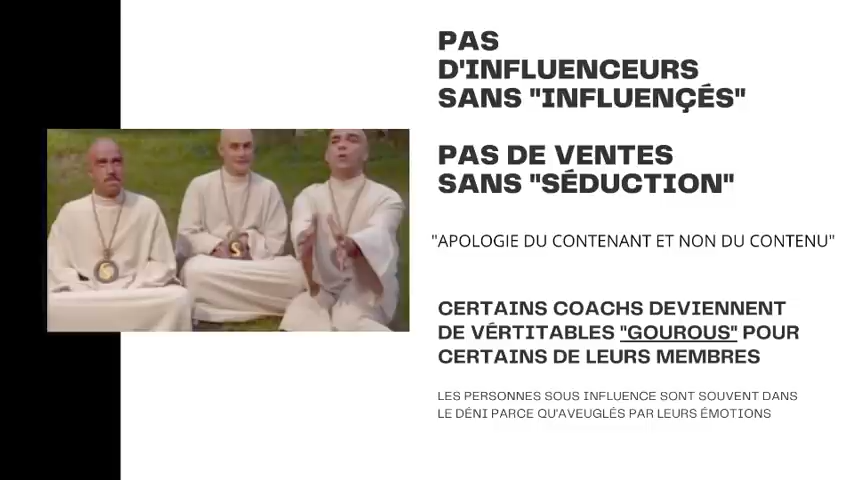 PAS
D'INFLUENCEURS
SANS "INFLUENÇÉS"
PAS DE VENTES
SANS "SÉDUCTION"
"APOLOGIE DU CONTENANT ET NON DU CONTENU"
CERTAINS COACHS DEVIENNENT
DE VÉRTITABLES "GOUROUS" POUR
CERTAINS DE LEURS MEMBRES
LES PERSONNES SOUS INFLUENCE SONT SOUVENT DANS
LE DÉNI PARCE QU'AVEUGLÉS PAR LEURS ÉMOTIONS